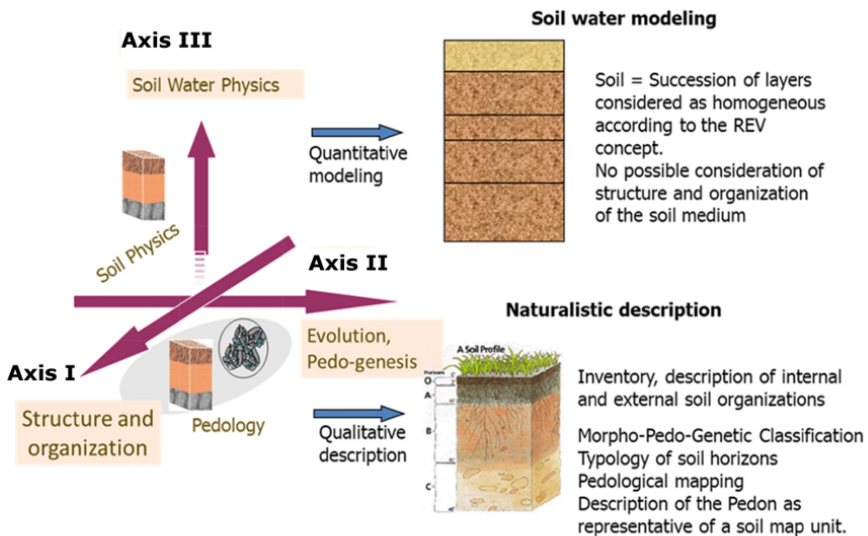 Axis III
Soil Water Physics
Soil Physics
Quantitative
modeling
Soil water modeling
Soil = Succession of layers
considered as homogeneous
according to the REV
concept.
No possible consideration of
structure and organization
of the soil medium
Axis II
Evolution,
Pedo-genesis
Axis I
Structure and
organization
Pedology
Qualitative
description
Naturalistic description
A Soil Profile
O
A
B
C
Inventory, description of internal
and external soil organizations
Morpho-Pedo-Genetic Classification
Typology of soil horizons
Pedological mapping
Description of the Pedon as
representative of a soil map unit.